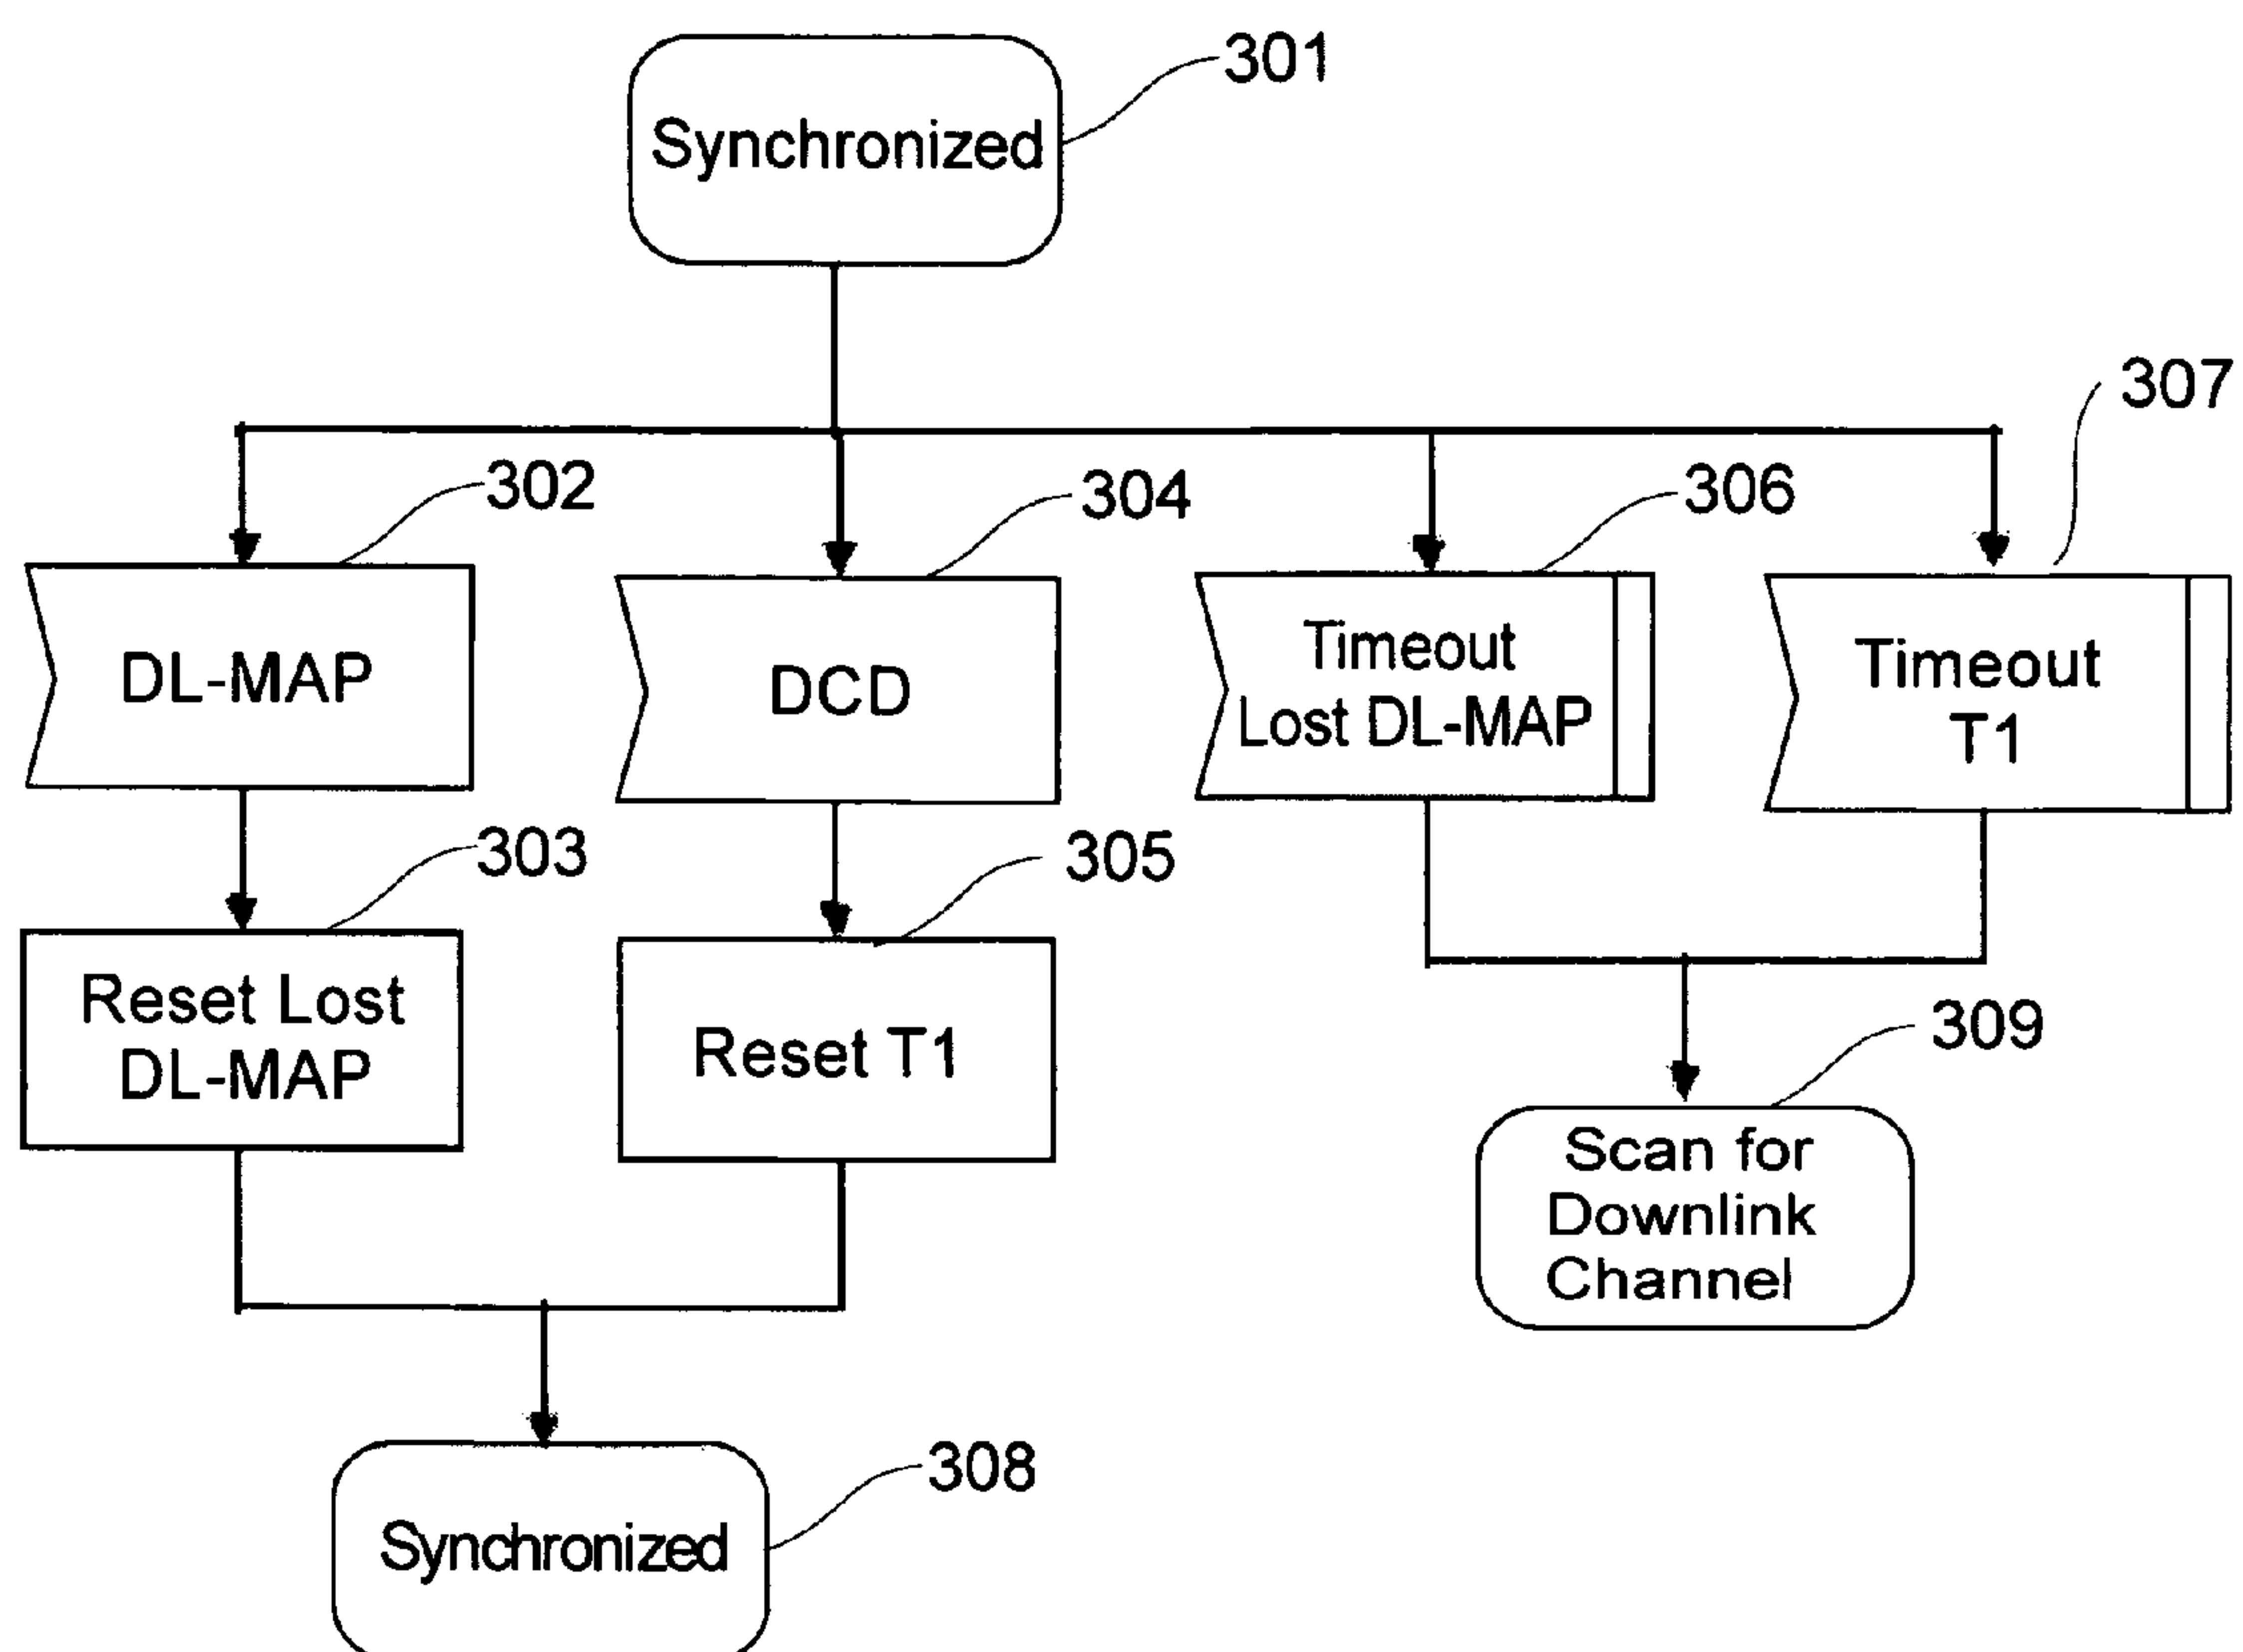 301
Synchronized
307
302
304
306
DL-MAP
DCD
Timeout
Lost DL-MAP
Timeout
T1
303
305
Reset Lost
DL-MAP
Reset T1
309
Scan for
Downlink
Channel
308
Synchronized